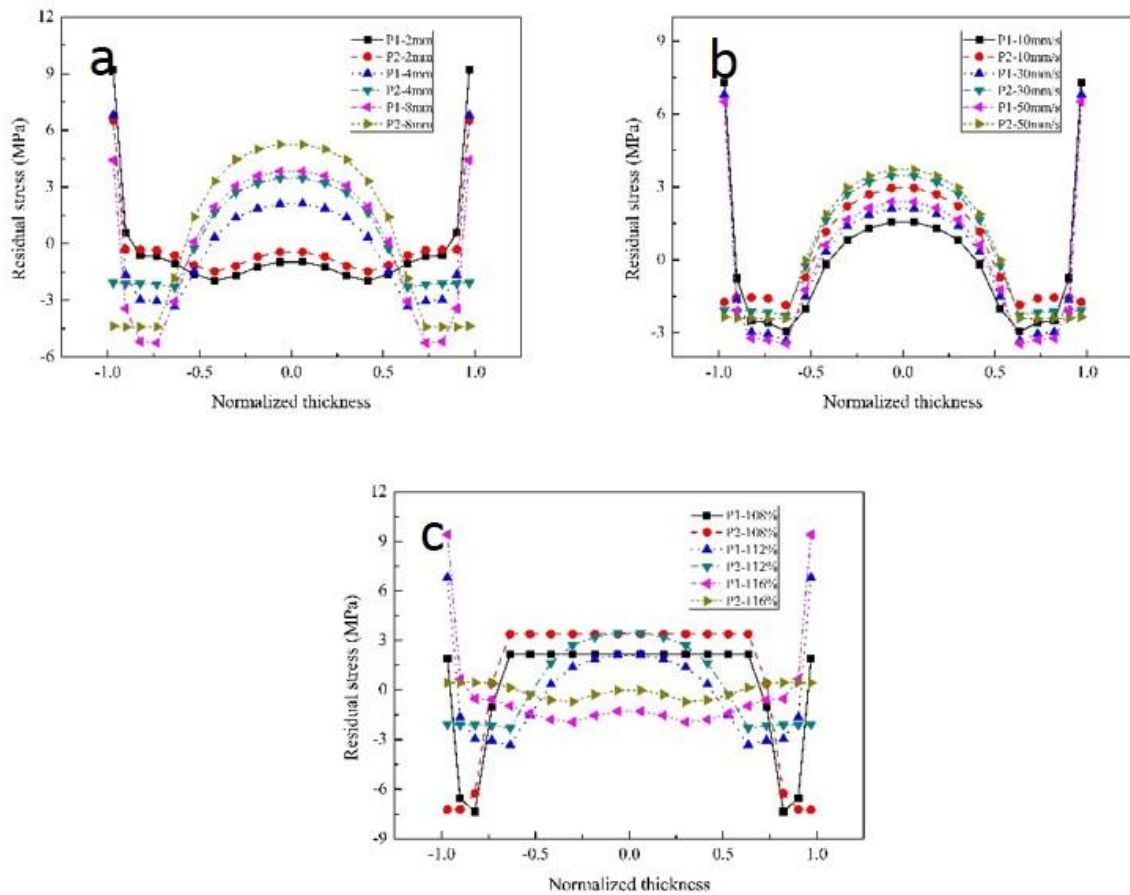 a
12
9
6
3
0
-3
-6
Residual stress (MPa)
P1-2mm
P2-2mm
P1-4mm
P2-4mm
P1-8mm
P2-8mm
-1.0 -0.5 0.0 0.5 1.0
Normalized thickness
b
9
6
3
0
-3
Residual stress (MPa)
P1-10mm/s
P2-10mm/s
P1-30mm/s
P2-30mm/s
P1-50mm/s
P2-50mm/s
-1.0 -0.5 0.0 0.5 1.0
Normalized thickness
c
12
9
6
3
0
-3
-6
-9
Residual stress (MPa)
P1-108%
P2-108%
P1-112%
P2-112%
P1-116%
P2-116%
-1.0 -0.5 0.0 0.5 1.0
Normalized thickness